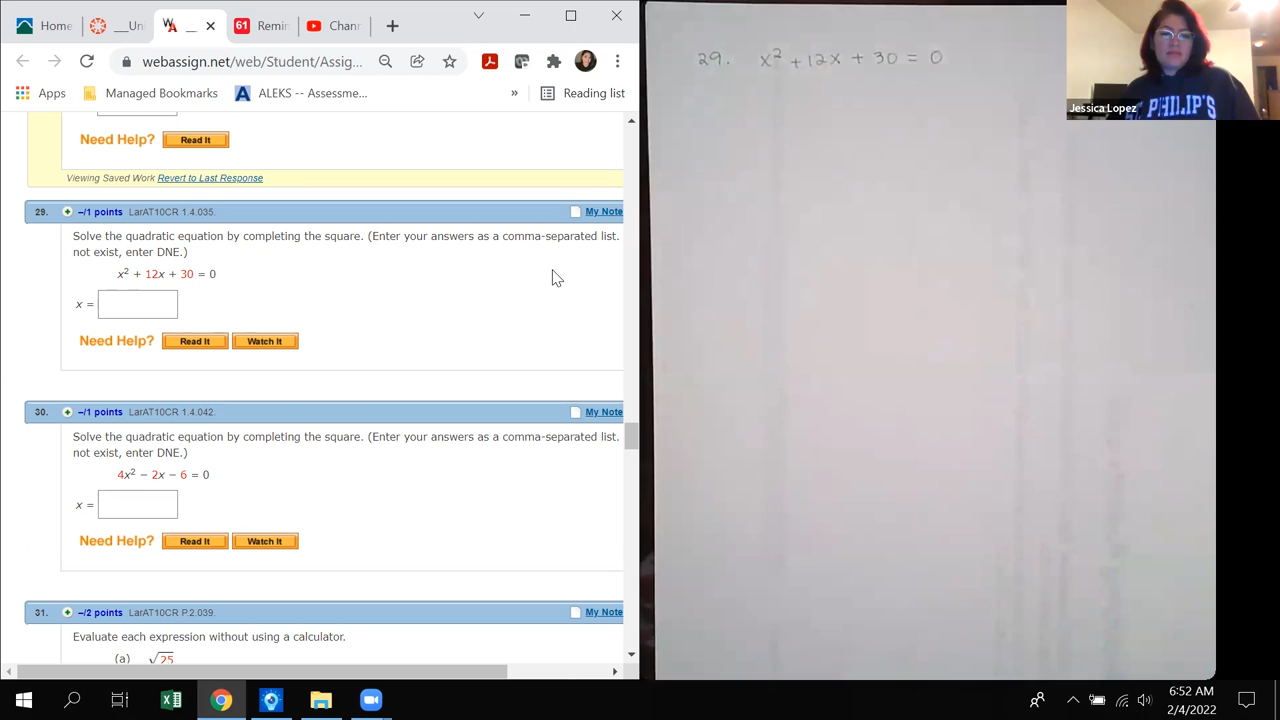 Home
__Un
Remin
Chann
webassign.net/web/Student/Assig...
Apps
Managed Bookmarks
ALEKS -- Assessme...
»
Reading list
Need Help? Read It
Viewing Saved Work Revert to Last Response
29. –/1 points LarAT10CR 1.4.035. My Note
Solve the quadratic equation by completing the square. (Enter your answers as a comma-separated list.
not exist, enter DNE.)
x² + 12x + 30 = 0
x =
Need Help? Read It Watch It
30. –/1 points LarAT10CR 1.4.042. My Note
Solve the quadratic equation by completing the square. (Enter your answers as a comma-separated list.
not exist, enter DNE.)
4x² − 2x − 6 = 0
x =
Need Help? Read It Watch It
31. –/2 points LarAT10CR P.2.039. My Note
Evaluate each expression without using a calculator.
(a) √25
29. x² + 12x + 30 = 0
Jessica Lopez
ST. PHILIP'S
6:52 AM
2/4/2022